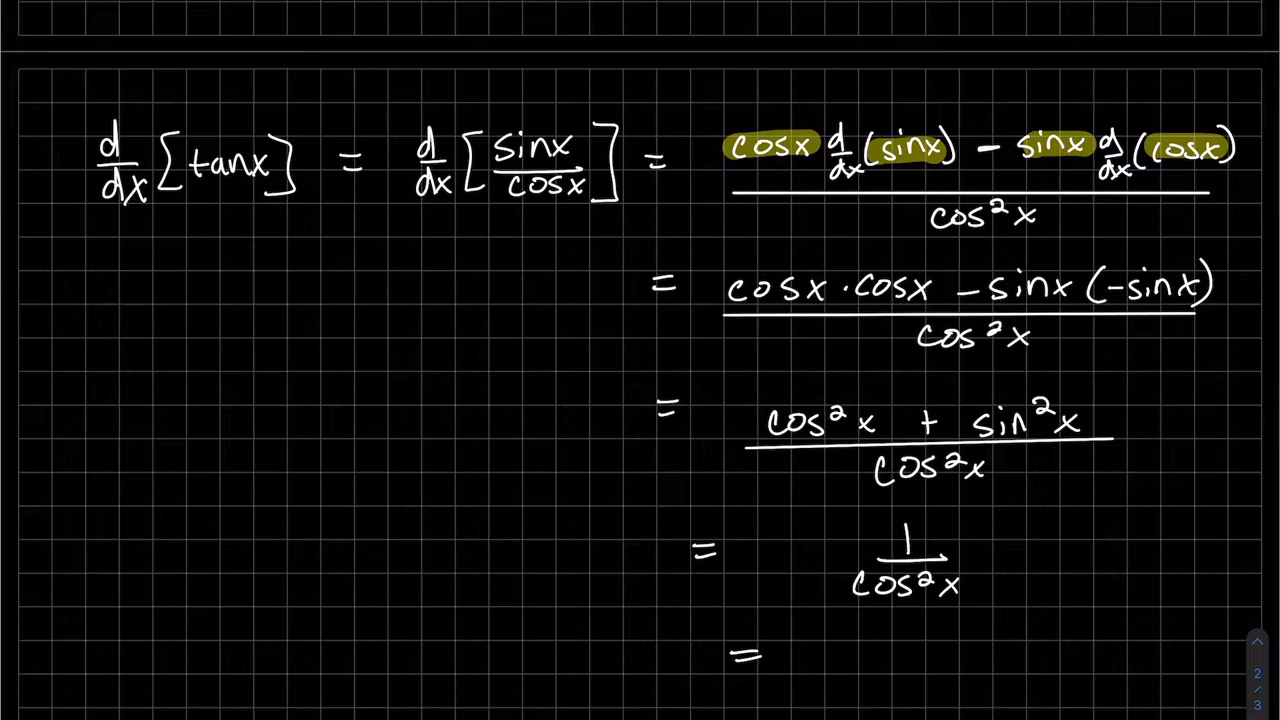 d/dx [tanx] = d/dx [sinx/cosx] = (cosx d/dx (sinx) - sinx d/dx (cosx))/cos²x
= (cosx · cosx - sinx (-sinx))/cos²x
= (cos²x + sin²x)/cos²x
= 1/cos²x
=
2
/
3